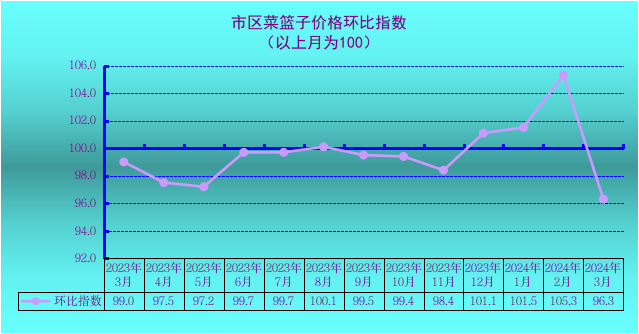 市区菜篮子价格环比指数
（以上月为100）
106.0
104.0
102.0
100.0
98.0
96.0
94.0
92.0
2023年 2023年 2023年 2023年 2023年 2023年 2023年 2023年 2023年 2023年 2024年 2024年 2024年
3月 4月 5月 6月 7月 8月 9月 10月 11月 12月 1月 2月 3月
环比指数 99.0 97.5 97.2 99.7 99.7 100.1 99.5 99.4 98.4 101.1 101.5 105.3 96.3